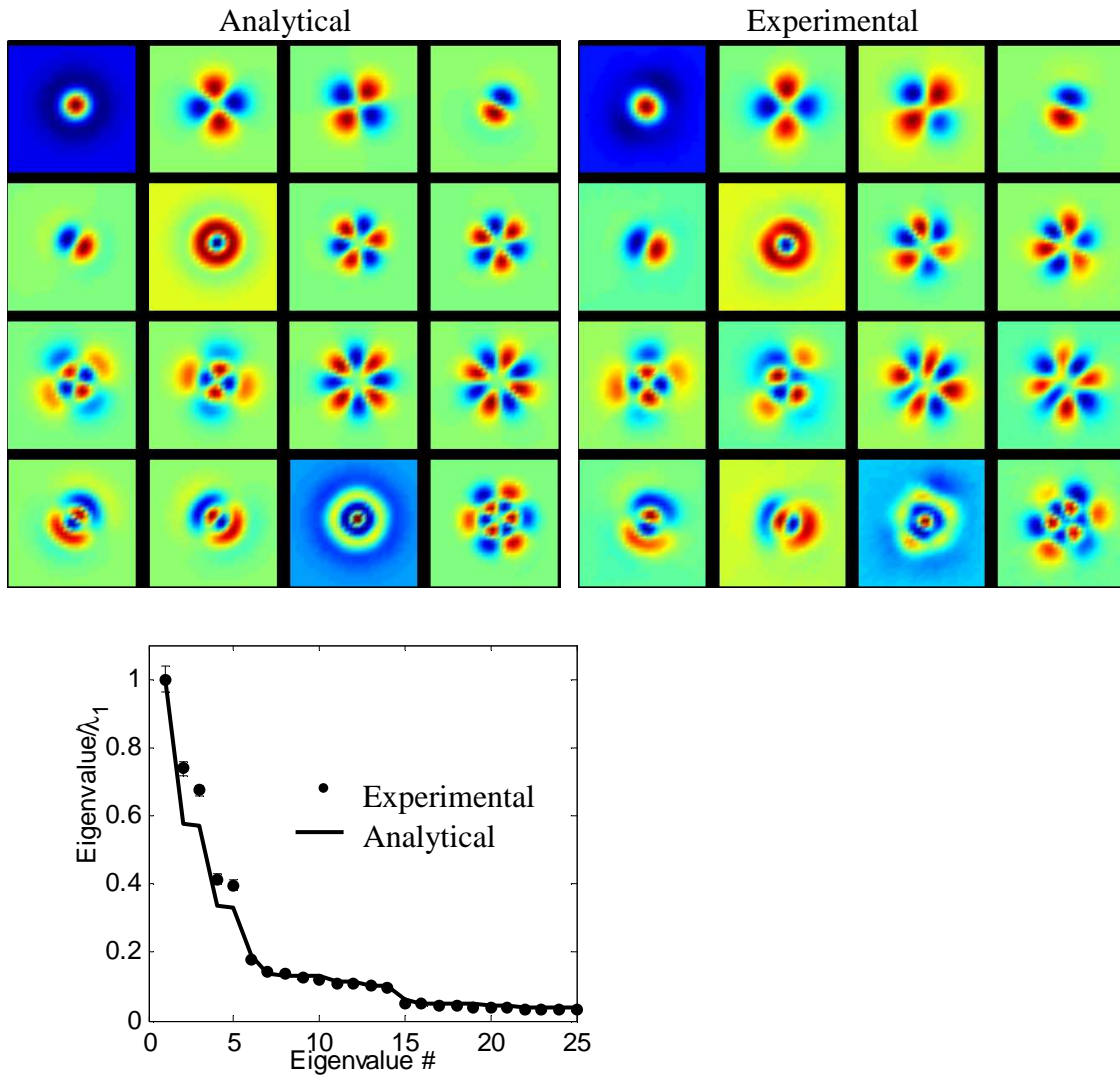 Analytical
Experimental
1
0.8
0.6
0.4
0.2
0
Eigenvalue/λ1
Experimental
Analytical
0 5 10 15 20 25
Eigenvalue #